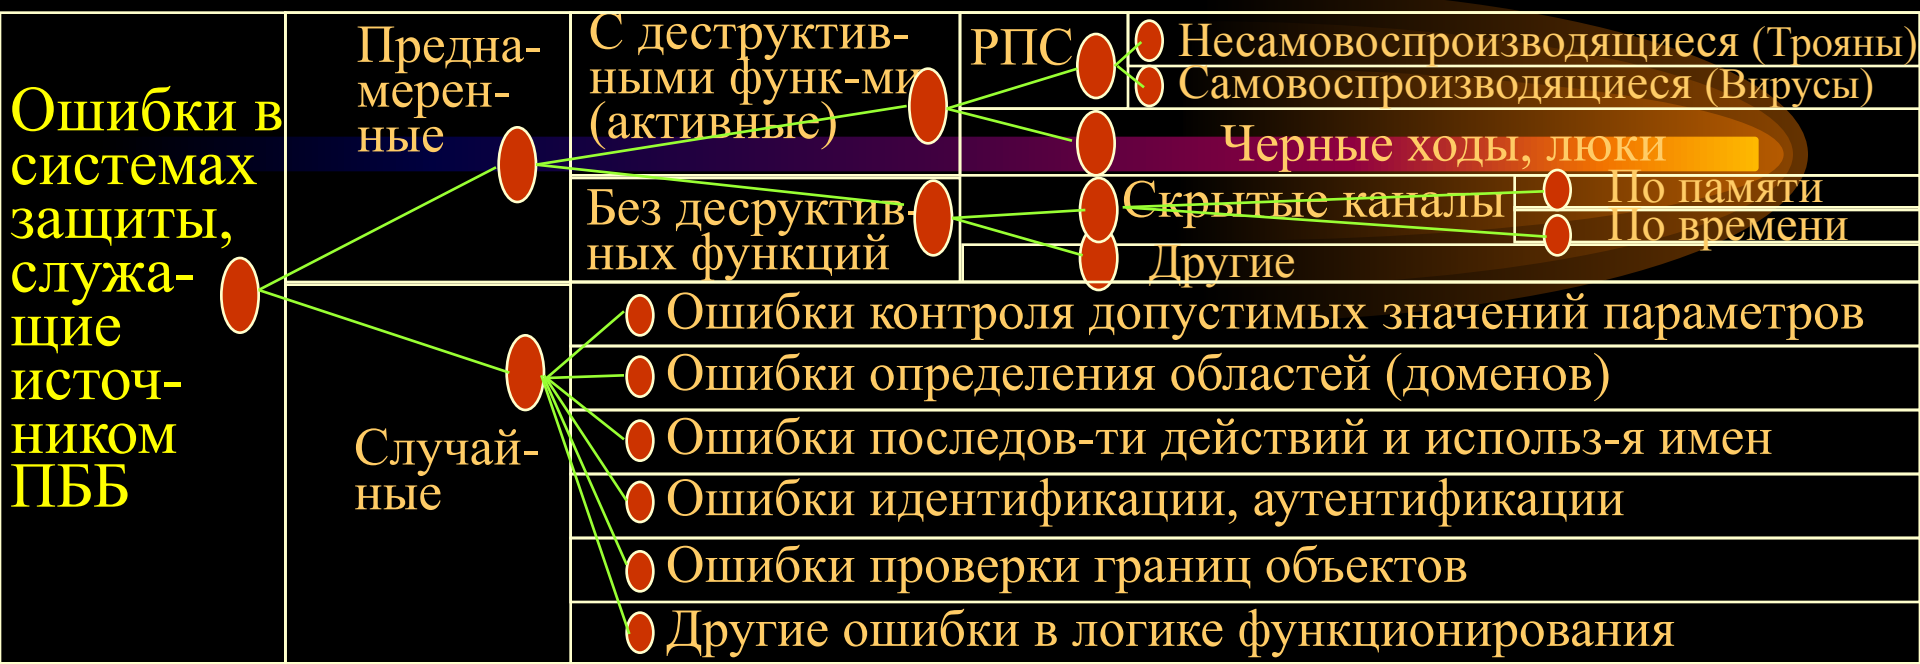 Ошибки в
системах
защиты,
служа-
щие
источ-
ником
ПББ
Предна-
мерен-
ные
С деструктив-
ными функ-ми
(активные)
РПС
Несамовоспроизводящиеся (Трояны)
Самовоспроизводящиеся (Вирусы)
Черные ходы, люки
Без десруктив-
ных функций
Скрытые каналы
По памяти
По времени
Другие
Случай-
ные
Ошибки контроля допустимых значений параметров
Ошибки определения областей (доменов)
Ошибки последов-ти действий и использ-я имен
Ошибки идентификации, аутентификации
Ошибки проверки границ объектов
Другие ошибки в логике функционирования